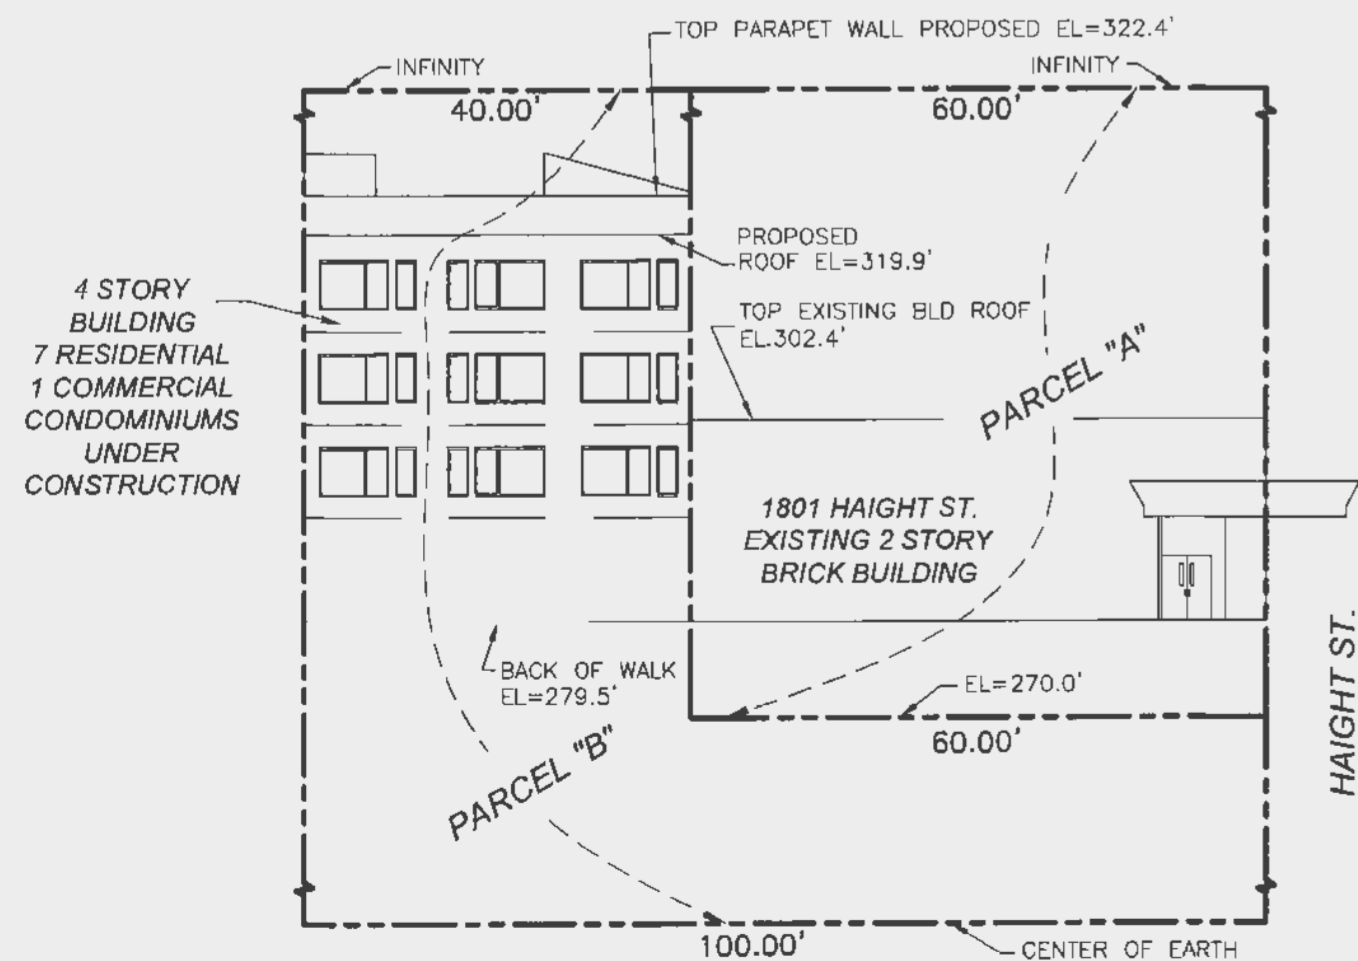 TOP PARAPET WALL PROPOSED EL=322.4'
INFINITY
INFINITY
40.00'
60.00'
PROPOSED
ROOF EL=319.9'
4 STORY
BUILDING
7 RESIDENTIAL
1 COMMERCIAL
CONDOMINIUMS
UNDER
CONSTRUCTION
TOP EXISTING BLD ROOF
EL.302.4'
PARCEL "A"
1801 HAIGHT ST.
EXISTING 2 STORY
BRICK BUILDING
BACK OF WALK
EL=279.5'
EL=270.0'
60.00'
HAIGHT ST.
PARCEL "B"
100.00'
CENTER OF EARTH